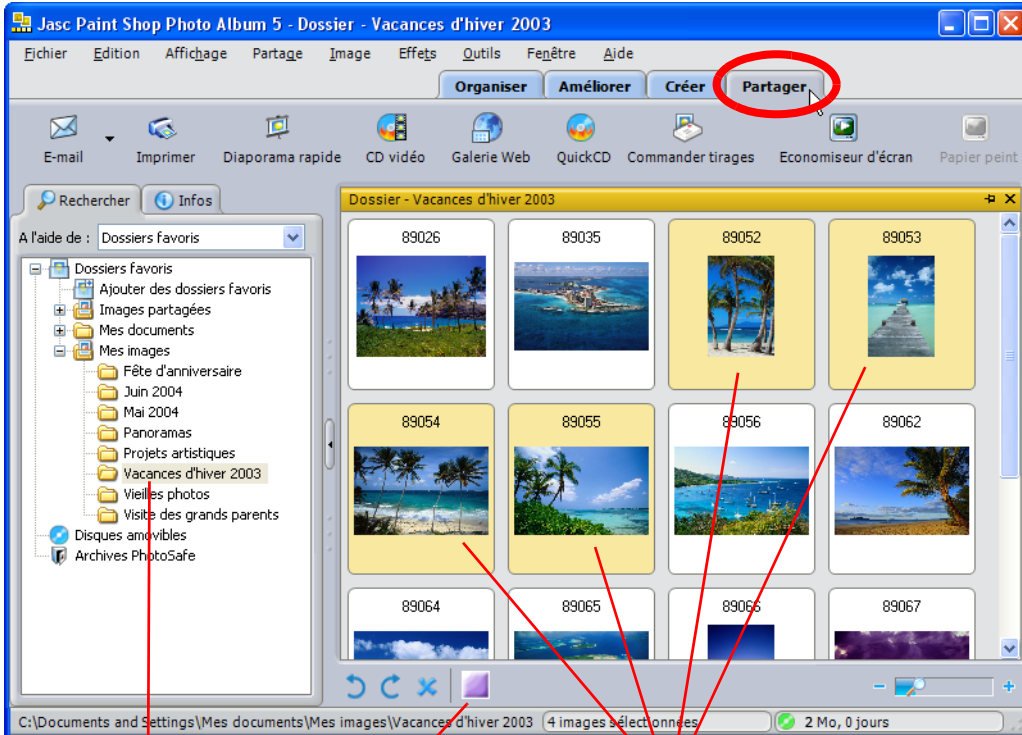 Jasc Paint Shop Photo Album 5 - Dossier - Vacances d'hiver 2003
Fichier Edition Affichage Partage Image Effets Outils Fenêtre Aide
Organiser Améliorer Créer Partager
E-mail Imprimer Diaporama rapide CD vidéo Galerie Web QuickCD Commander tirages Economiseur d'écran Papier peint
Rechercher Infos
A l'aide de : Dossiers favoris
Dossiers favoris
Ajouter des dossiers favoris
Images partagées
Mes documents
Mes images
Fête d'anniversaire
Juin 2004
Mai 2004
Panoramas
Projets artistiques
Vacances d'hiver 2003
Vieilles photos
Visite des grands parents
Disques amovibles
Archives PhotoSafe
Dossier - Vacances d'hiver 2003
89026 89035 89052 89053
89054 89055 89056 89062
89064 89065 89066 89067
C:\Documents and Settings\Mes documents\Mes images\Vacances d'hiver 2003 4 images sélectionnées 2 Mo, 0 jours